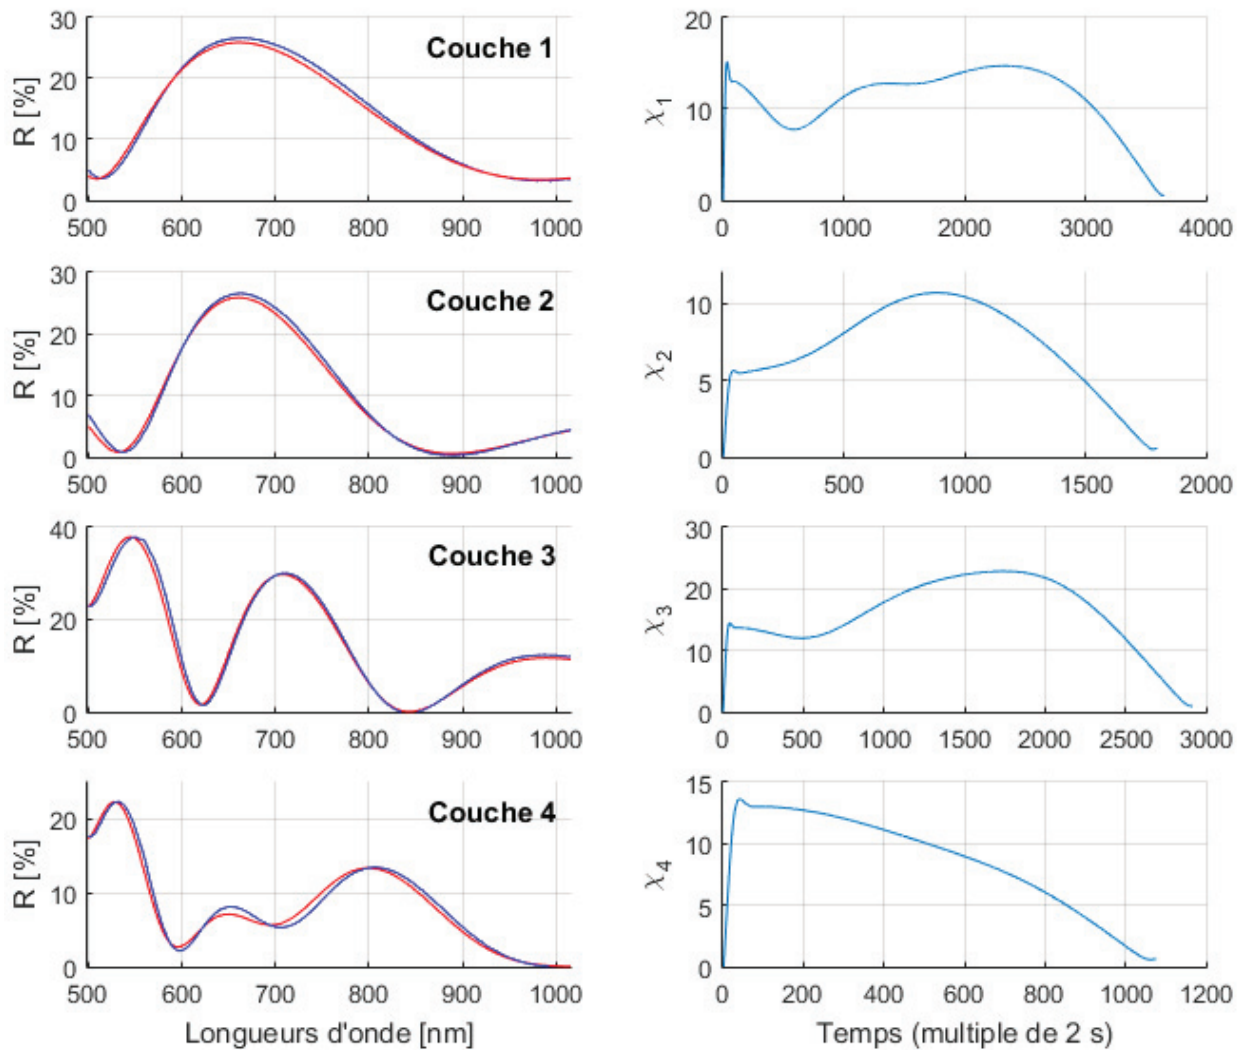 30
20
10
0
R [%]
Couche 1
500 600 700 800 900 1000
20
10
0
χ1
0 1000 2000 3000 4000
30
20
10
0
R [%]
Couche 2
500 600 700 800 900 1000
10
5
0
χ2
0 500 1000 1500 2000
40
20
0
R [%]
Couche 3
500 600 700 800 900 1000
30
20
10
0
χ3
0 500 1000 1500 2000 2500 3000
20
10
0
R [%]
Couche 4
500 600 700 800 900 1000
Longueurs d'onde [nm]
15
10
5
0
χ4
0 200 400 600 800 1000 1200
Temps (multiple de 2 s)